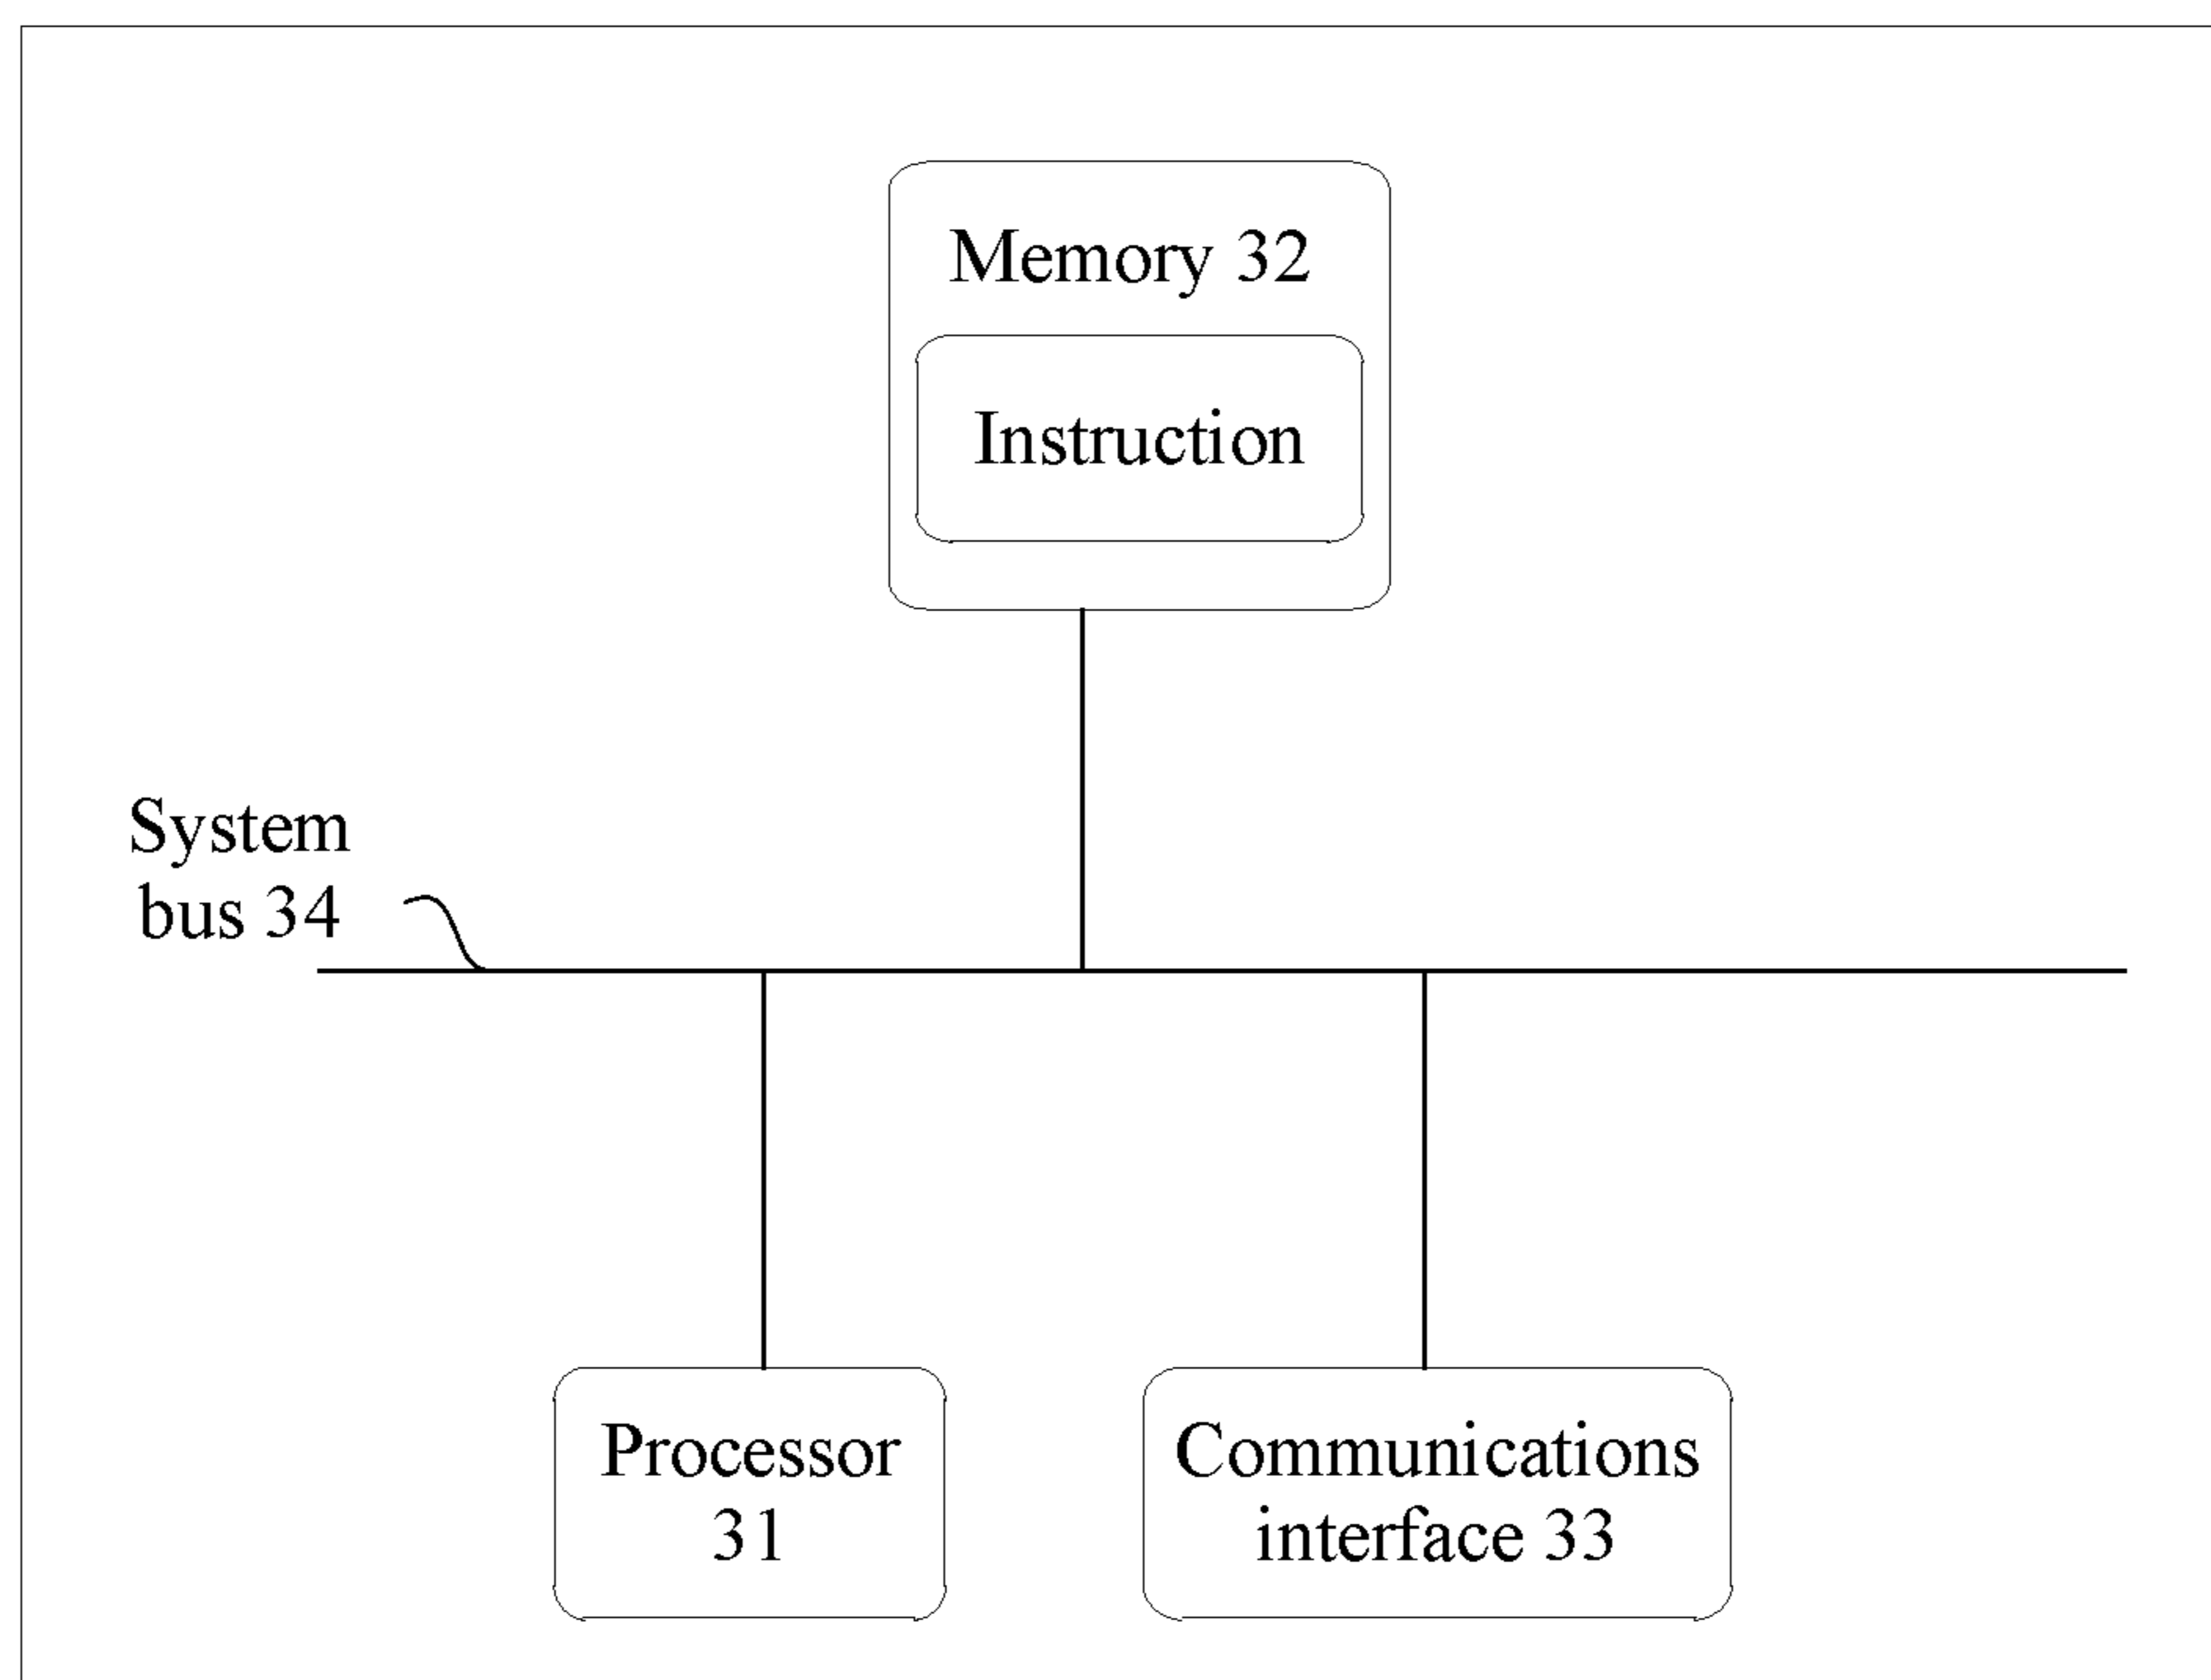 Memory 32
Instruction
System
bus 34
Processor
31
Communications
interface 33